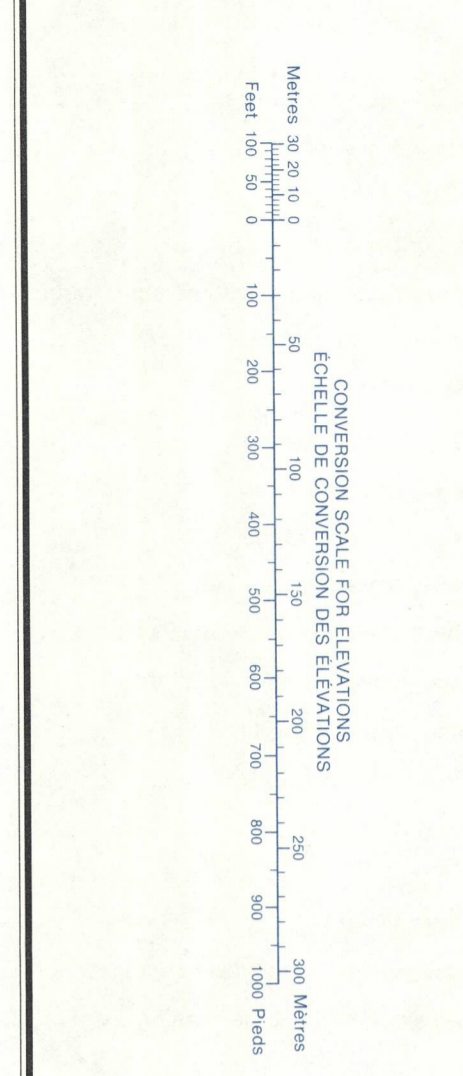 CONVERSION SCALE FOR ELEVATIONS
ÉCHELLE DE CONVERSION DES ÉLÉVATIONS
Metres 30 20 10 0 50 100 150 200 250 300 Mètres
Feet 100 50 0 100 200 300 400 500 600 700 800 900 1000 Pieds